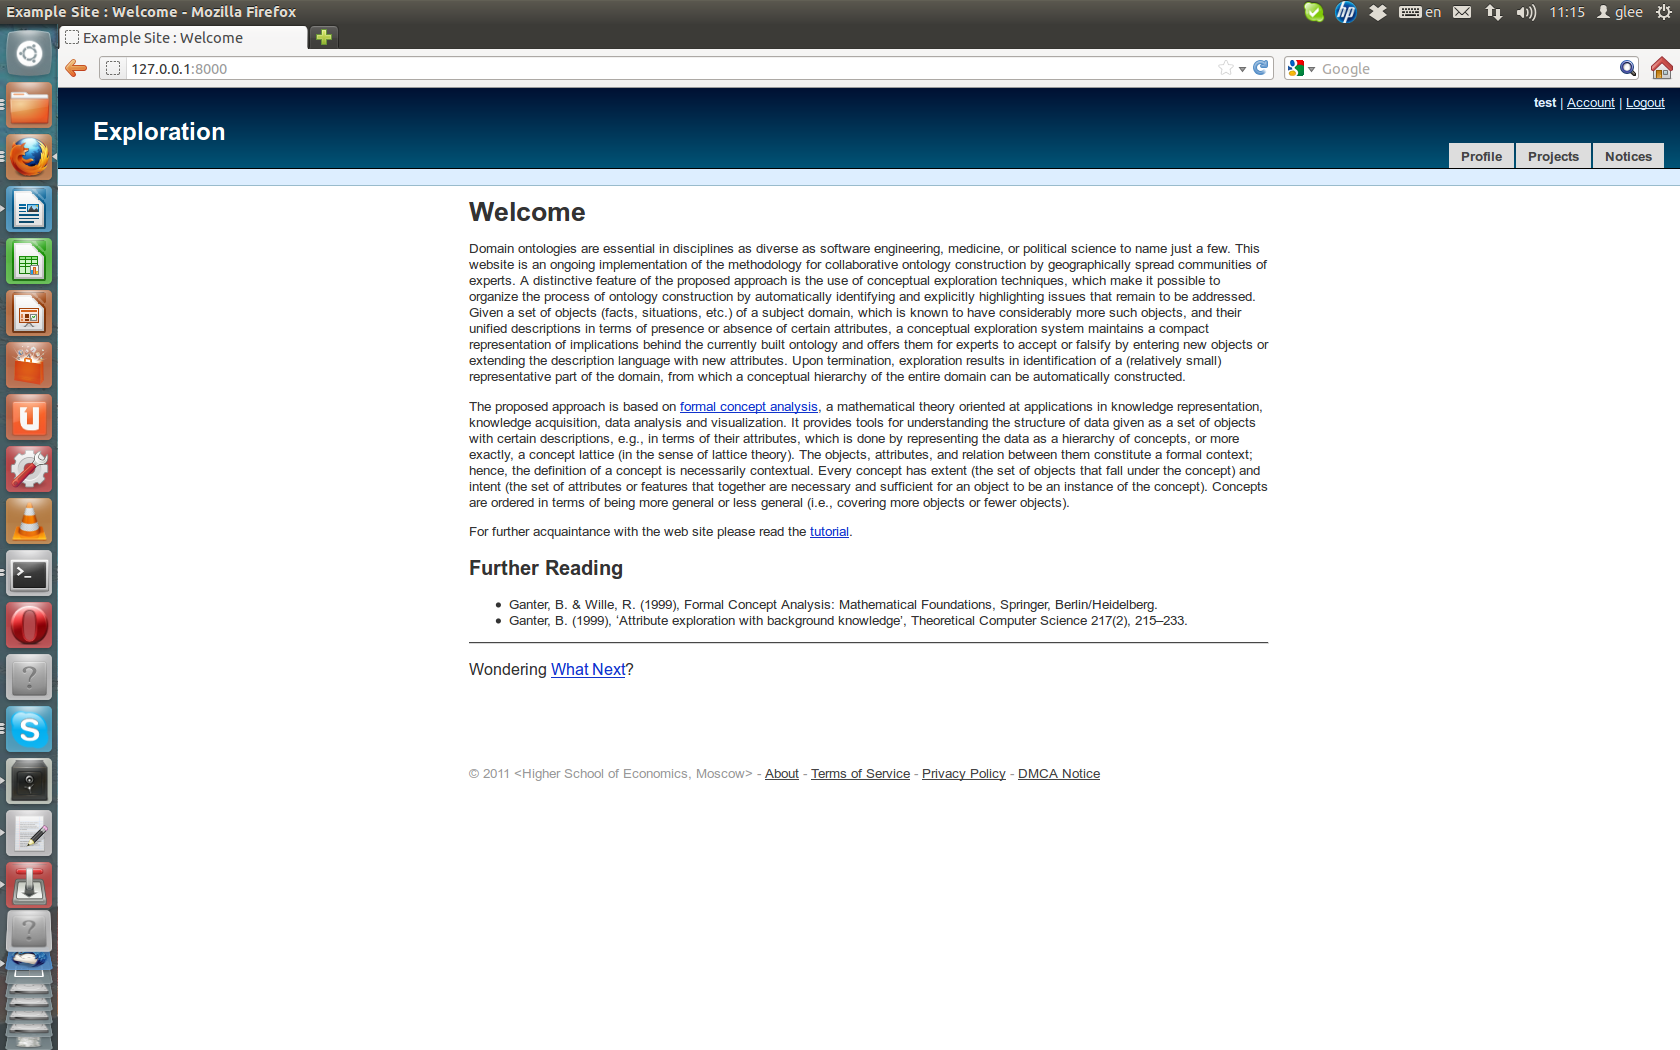 Example Site : Welcome - Mozilla Firefox
hp en 11:15 glee
Example Site : Welcome
127.0.0.1:8000
Google
test | Account | Logout
Exploration
Profile Projects Notices
Welcome
Domain ontologies are essential in disciplines as diverse as software engineering, medicine, or political science to name just a few. This
website is an ongoing implementation of the methodology for collaborative ontology construction by geographically spread communities of
experts. A distinctive feature of the proposed approach is the use of conceptual exploration techniques, which make it possible to
organize the process of ontology construction by automatically identifying and explicitly highlighting issues that remain to be addressed.
Given a set of objects (facts, situations, etc.) of a subject domain, which is known to have considerably more such objects, and their
unified descriptions in terms of presence or absence of certain attributes, a conceptual exploration system maintains a compact
representation of implications behind the currently built ontology and offers them for experts to accept or falsify by entering new objects or
extending the description language with new attributes. Upon termination, exploration results in identification of a (relatively small)
representative part of the domain, from which a conceptual hierarchy of the entire domain can be automatically constructed.
The proposed approach is based on formal concept analysis, a mathematical theory oriented at applications in knowledge representation,
knowledge acquisition, data analysis and visualization. It provides tools for understanding the structure of data given as a set of objects
with certain descriptions, e.g., in terms of their attributes, which is done by representing the data as a hierarchy of concepts, or more
exactly, a concept lattice (in the sense of lattice theory). The objects, attributes, and relation between them constitute a formal context;
hence, the definition of a concept is necessarily contextual. Every concept has extent (the set of objects that fall under the concept) and
intent (the set of attributes or features that together are necessary and sufficient for an object to be an instance of the concept). Concepts
are ordered in terms of being more general or less general (i.e., covering more objects or fewer objects).
For further acquaintance with the web site please read the tutorial.
Further Reading
• Ganter, B. & Wille, R. (1999), Formal Concept Analysis: Mathematical Foundations, Springer, Berlin/Heidelberg.
• Ganter, B. (1999), 'Attribute exploration with background knowledge', Theoretical Computer Science 217(2), 215–233.
Wondering What Next?
© 2011 <Higher School of Economics, Moscow> - About - Terms of Service - Privacy Policy - DMCA Notice